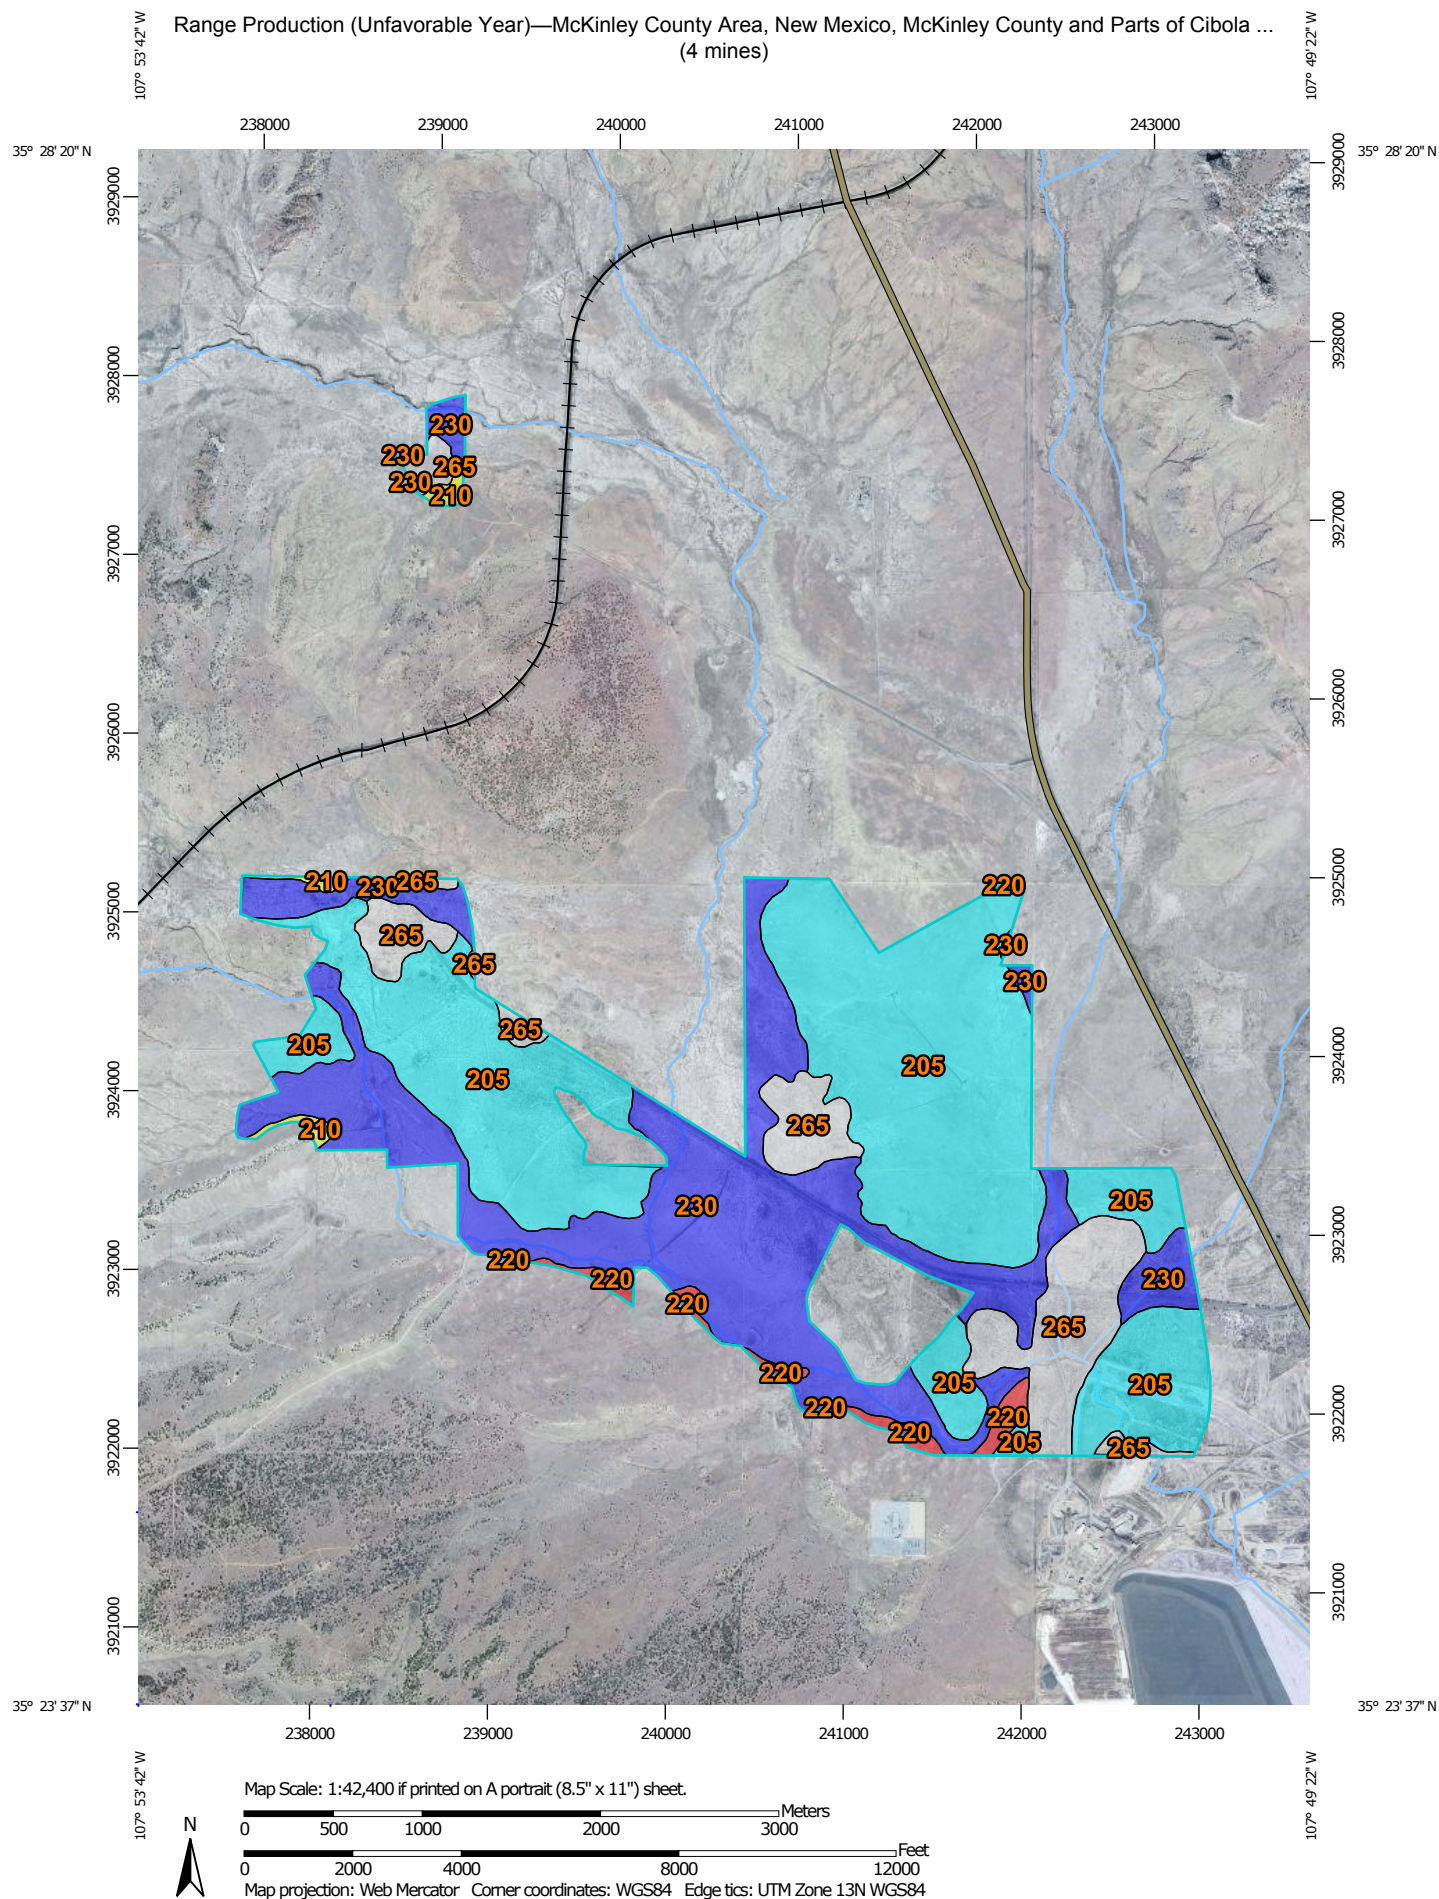 Range Production (Unfavorable Year)—McKinley County Area, New Mexico, McKinley County and Parts of Cibola ...
(4 mines)
107° 53' 42" W
107° 49' 22" W
238000 239000 240000 241000 242000 243000
35° 28' 20" N
35° 28' 20" N
3929000
3929000
3928000
3928000
3927000
3927000
3926000
3926000
3925000
3925000
3924000
3924000
3923000
3923000
3922000
3922000
3921000
3921000
230
230
265
230
210
210
230
265
220
265
230
265
230
265
205
205
205
265
210
205
230
220
230
220
220
265
220
205
205
220
220
220
205
265
35° 23' 37" N
35° 23' 37" N
238000 239000 240000 241000 242000 243000
107° 53' 42" W
107° 49' 22" W
Map Scale: 1:42,400 if printed on A portrait (8.5" x 11") sheet.
N
Meters
0 500 1000 2000 3000
Feet
0 2000 4000 8000 12000
Map projection: Web Mercator Corner coordinates: WGS84 Edge tics: UTM Zone 13N WGS84